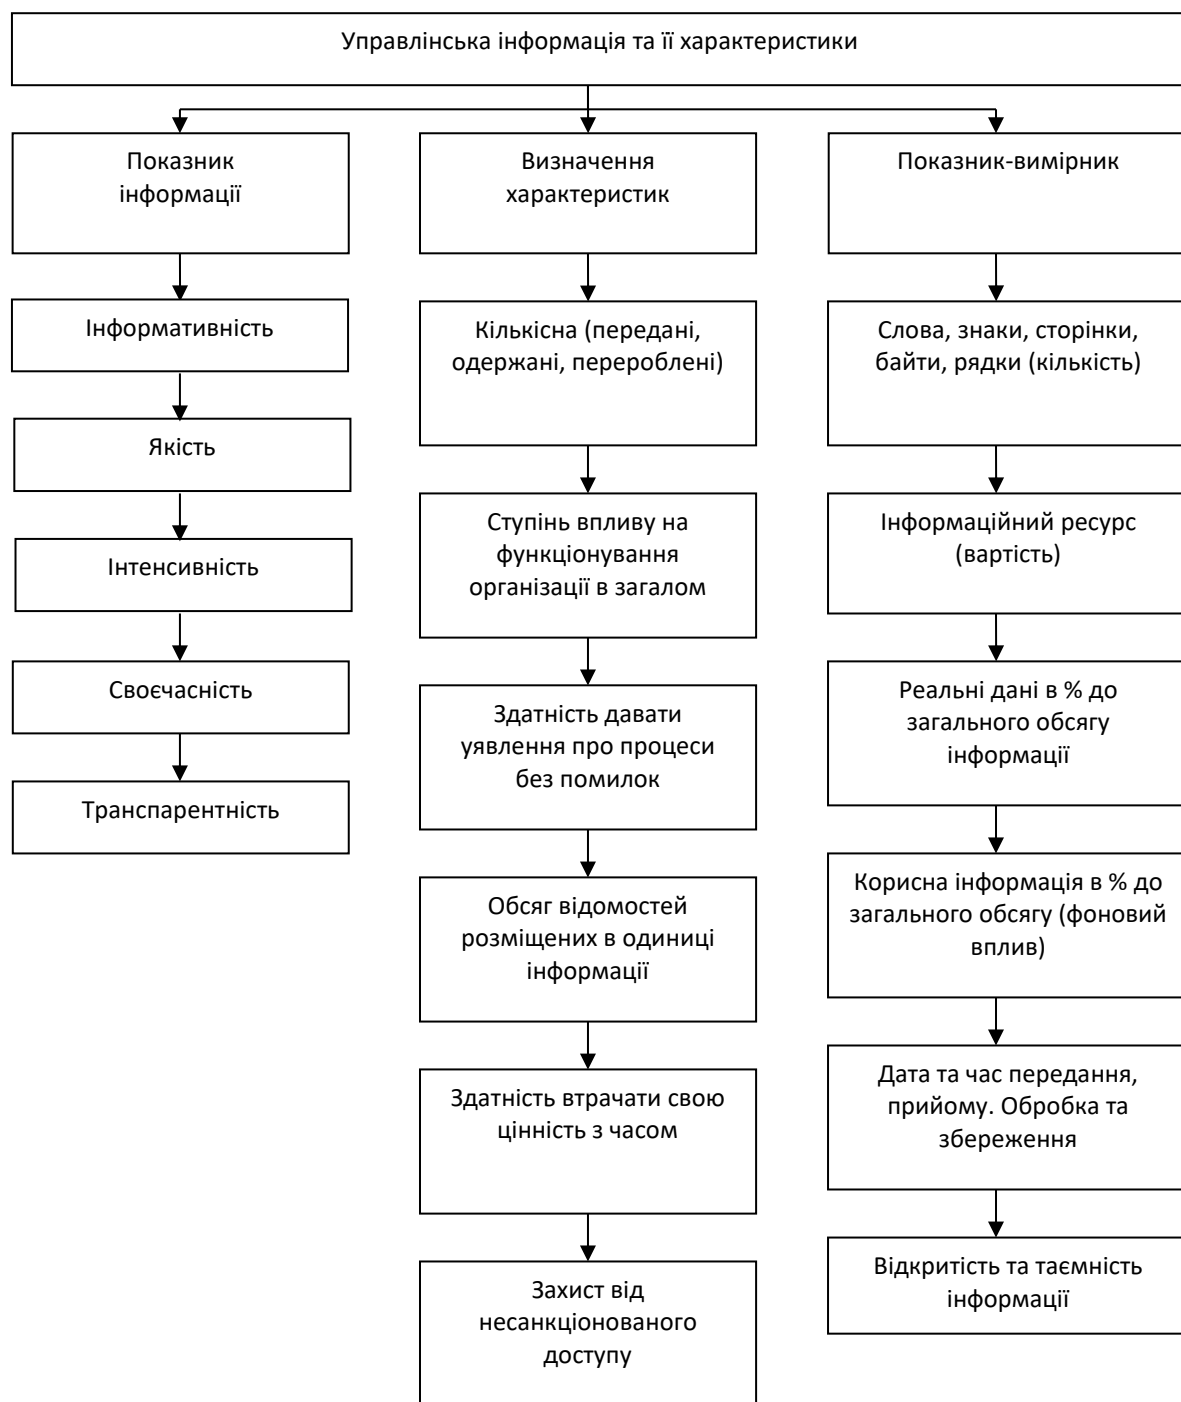 Управлінська інформація та її характеристики
Показник
інформації
Інформативність
Якість
Інтенсивність
Своєчасність
Транспарентність
Визначення
характеристик
Кількісна (передані,
одержані, перероблені)
Ступінь впливу на
функціонування
організації в загалом
Здатність давати
уявлення про процеси
без помилок
Обсяг відомостей
розміщених в одиниці
інформації
Здатність втрачати свою
цінність з часом
Захист від
несанкціонованого
доступу
Показник-вимірник
Слова, знаки, сторінки,
байти, рядки (кількість)
Інформаційний ресурс
(вартість)
Реальні дані в % до
загального обсягу
інформації
Корисна інформація в % до
загального обсягу (фоновий
вплив)
Дата та час передання,
прийому. Обробка та
збереження
Відкритість та таємність
інформації